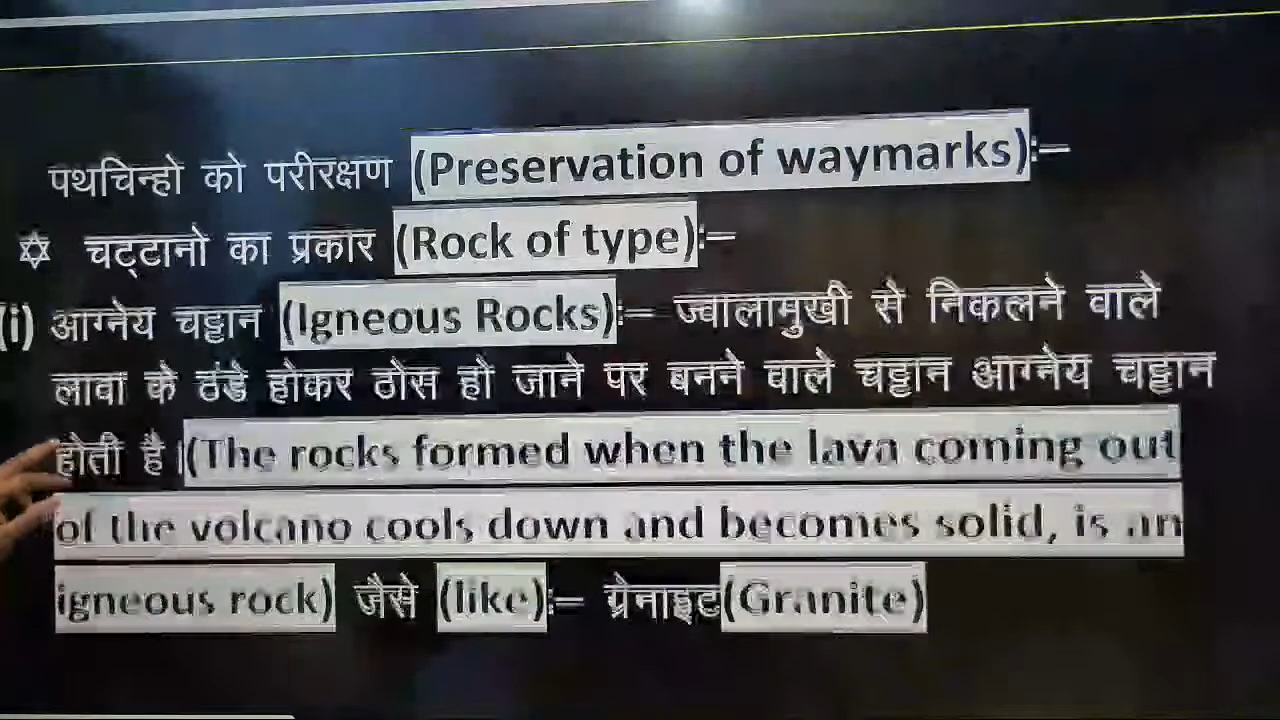 पथचिन्हो को परीरक्षण (Preservation of waymarks):–
✡ चट्टानो का प्रकार (Rock of type):–
(i) आग्नेय चट्टान (Igneous Rocks):– ज्वालामुखी से निकलने वाले
लावा के ठंडे होकर ठोस हो जाने पर बनने वाले चट्टान आग्नेय चट्टान
होती है |(The rocks formed when the lava coming out
of the volcano cools down and becomes solid, is an
igneous rock) जैसे (like):– ग्रेनाइट(Granite)